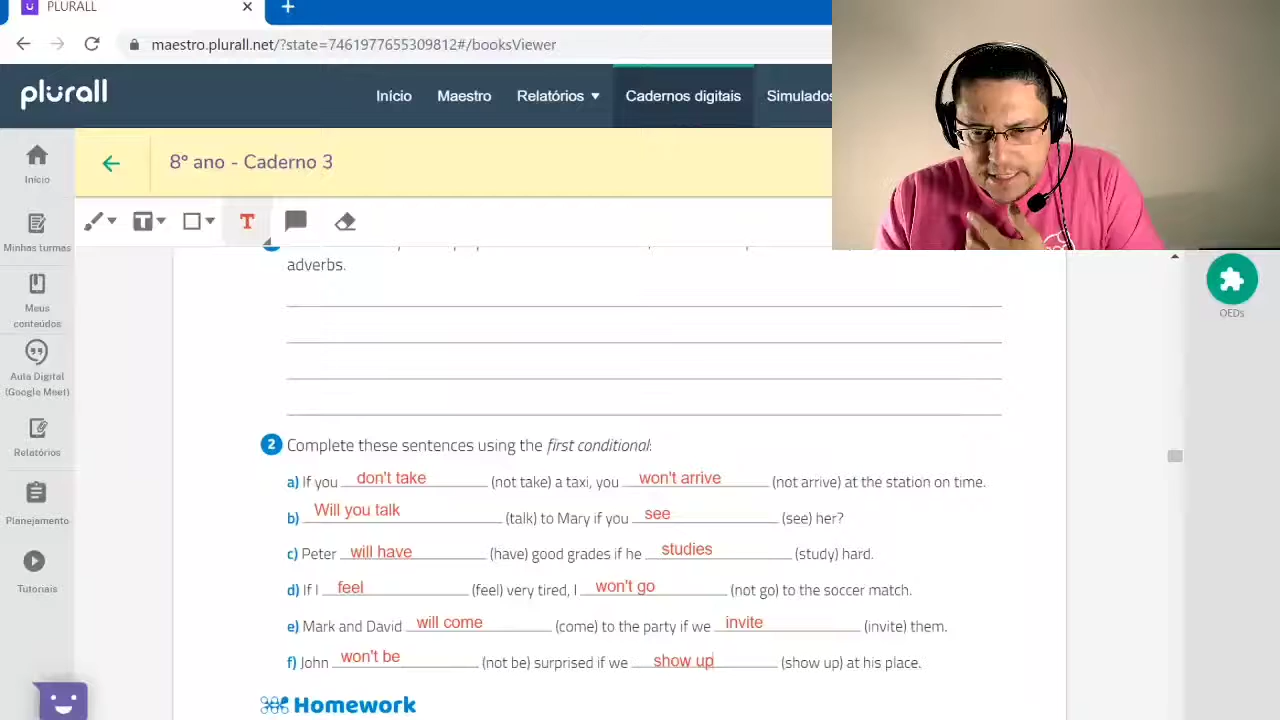 PLURALL
maestro.plurall.net/?state=7461977655309812#/booksViewer
plurall
Início Maestro Relatórios Cadernos digitais Simulados
8º ano - Caderno 3
Início
Minhas turmas
Meus conteúdos
Aula Digital (Google Meet)
Relatórios
Planejamento
Tutoriais
OEDs
adverbs.
2 Complete these sentences using the first conditional:
a) If you don't take (not take) a taxi, you won't arrive (not arrive) at the station on time.
b) Will you talk (talk) to Mary if you see (see) her?
c) Peter will have (have) good grades if he studies (study) hard.
d) If I feel (feel) very tired, I won't go (not go) to the soccer match.
e) Mark and David will come (come) to the party if we invite (invite) them.
f) John won't be (not be) surprised if we show up (show up) at his place.
Homework